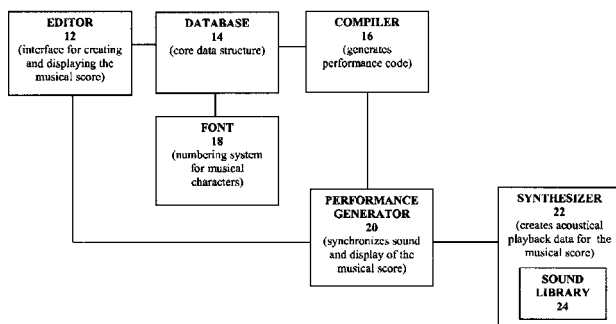 EDITOR
12
(interface for creating
and displaying the
musical score)
DATABASE
14
(core data structure)
COMPILER
16
(generates
performance code)
FONT
18
(numbering system
for musical
characters)
PERFORMANCE
GENERATOR
20
(synchronizes sound
and display of the
musical score)
SYNTHESIZER
22
(creates acoustical
playback data for the
musical score)
SOUND
LIBRARY
24